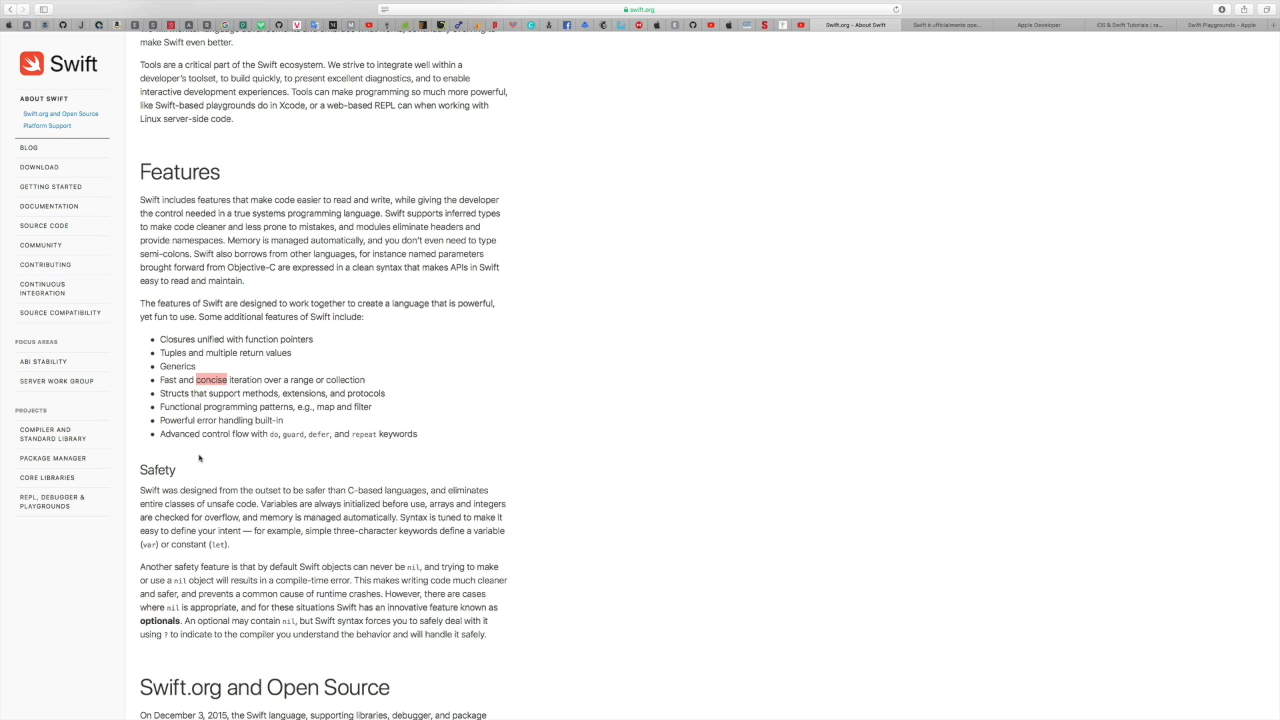 swift.org
Swift.org - About Swift
Swift è ufficialmente ope...
Apple Developer
iOS & Swift Tutorials | ra...
Swift Playgrounds - Apple
Swift
ABOUT SWIFT
Swift.org and Open Source
Platform Support
BLOG
DOWNLOAD
GETTING STARTED
DOCUMENTATION
SOURCE CODE
COMMUNITY
CONTRIBUTING
CONTINUOUS
INTEGRATION
SOURCE COMPATIBILITY
FOCUS AREAS
ABI STABILITY
SERVER WORK GROUP
PROJECTS
COMPILER AND
STANDARD LIBRARY
PACKAGE MANAGER
CORE LIBRARIES
REPL, DEBUGGER &
PLAYGROUNDS
make Swift even better.
Tools are a critical part of the Swift ecosystem. We strive to integrate well within a
developer's toolset, to build quickly, to present excellent diagnostics, and to enable
interactive development experiences. Tools can make programming so much more powerful,
like Swift-based playgrounds do in Xcode, or a web-based REPL can when working with
Linux server-side code.
Features
Swift includes features that make code easier to read and write, while giving the developer
the control needed in a true systems programming language. Swift supports inferred types
to make code cleaner and less prone to mistakes, and modules eliminate headers and
provide namespaces. Memory is managed automatically, and you don't even need to type
semi-colons. Swift also borrows from other languages, for instance named parameters
brought forward from Objective-C are expressed in a clean syntax that makes APIs in Swift
easy to read and maintain.
The features of Swift are designed to work together to create a language that is powerful,
yet fun to use. Some additional features of Swift include:
• Closures unified with function pointers
• Tuples and multiple return values
• Generics
• Fast and concise iteration over a range or collection
• Structs that support methods, extensions, and protocols
• Functional programming patterns, e.g., map and filter
• Powerful error handling built-in
• Advanced control flow with do, guard, defer, and repeat keywords
Safety
Swift was designed from the outset to be safer than C-based languages, and eliminates
entire classes of unsafe code. Variables are always initialized before use, arrays and integers
are checked for overflow, and memory is managed automatically. Syntax is tuned to make it
easy to define your intent — for example, simple three-character keywords define a variable
(var) or constant (let).
Another safety feature is that by default Swift objects can never be nil, and trying to make
or use a nil object will results in a compile-time error. This makes writing code much cleaner
and safer, and prevents a common cause of runtime crashes. However, there are cases
where nil is appropriate, and for these situations Swift has an innovative feature known as
optionals. An optional may contain nil, but Swift syntax forces you to safely deal with it
using ? to indicate to the compiler you understand the behavior and will handle it safely.
Swift.org and Open Source
On December 3, 2015, the Swift language, supporting libraries, debugger, and package